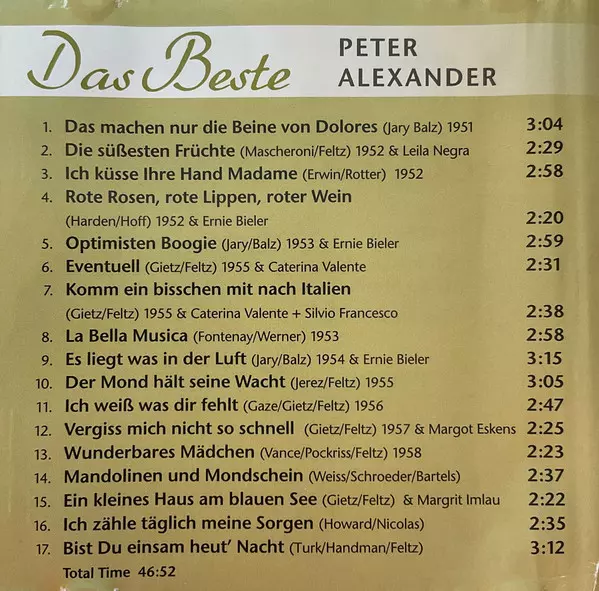 Das Beste PETER
ALEXANDER
1. Das machen nur die Beine von Dolores (Jary Balz) 1951 3:04
2. Die süßesten Früchte (Mascheroni/Feltz) 1952 & Leila Negra 2:29
3. Ich küsse Ihre Hand Madame (Erwin/Rotter) 1952 2:58
4. Rote Rosen, rote Lippen, roter Wein
(Harden/Hoff) 1952 & Ernie Bieler 2:20
5. Optimisten Boogie (Jary/Balz) 1953 & Ernie Bieler 2:59
6. Eventuell (Gietz/Feltz) 1955 & Caterina Valente 2:31
7. Komm ein bisschen mit nach Italien
(Gietz/Feltz) 1955 & Caterina Valente + Silvio Francesco 2:38
8. La Bella Musica (Fontenay/Werner) 1953 2:58
9. Es liegt was in der Luft (Jary/Balz) 1954 & Ernie Bieler 3:15
10. Der Mond hält seine Wacht (Jerez/Feltz) 1955 3:05
11. Ich weiß was dir fehlt (Gaze/Gietz/Feltz) 1956 2:47
12. Vergiss mich nicht so schnell (Gietz/Feltz) 1957 & Margot Eskens 2:25
13. Wunderbares Mädchen (Vance/Pockriss/Feltz) 1958 2:23
14. Mandolinen und Mondschein (Weiss/Schroeder/Bartels) 2:37
15. Ein kleines Haus am blauen See (Gietz/Feltz) & Margrit Imlau 2:22
16. Ich zähle täglich meine Sorgen (Howard/Nicolas) 2:35
17. Bist Du einsam heut' Nacht (Turk/Handman/Feltz) 3:12
Total Time 46:52